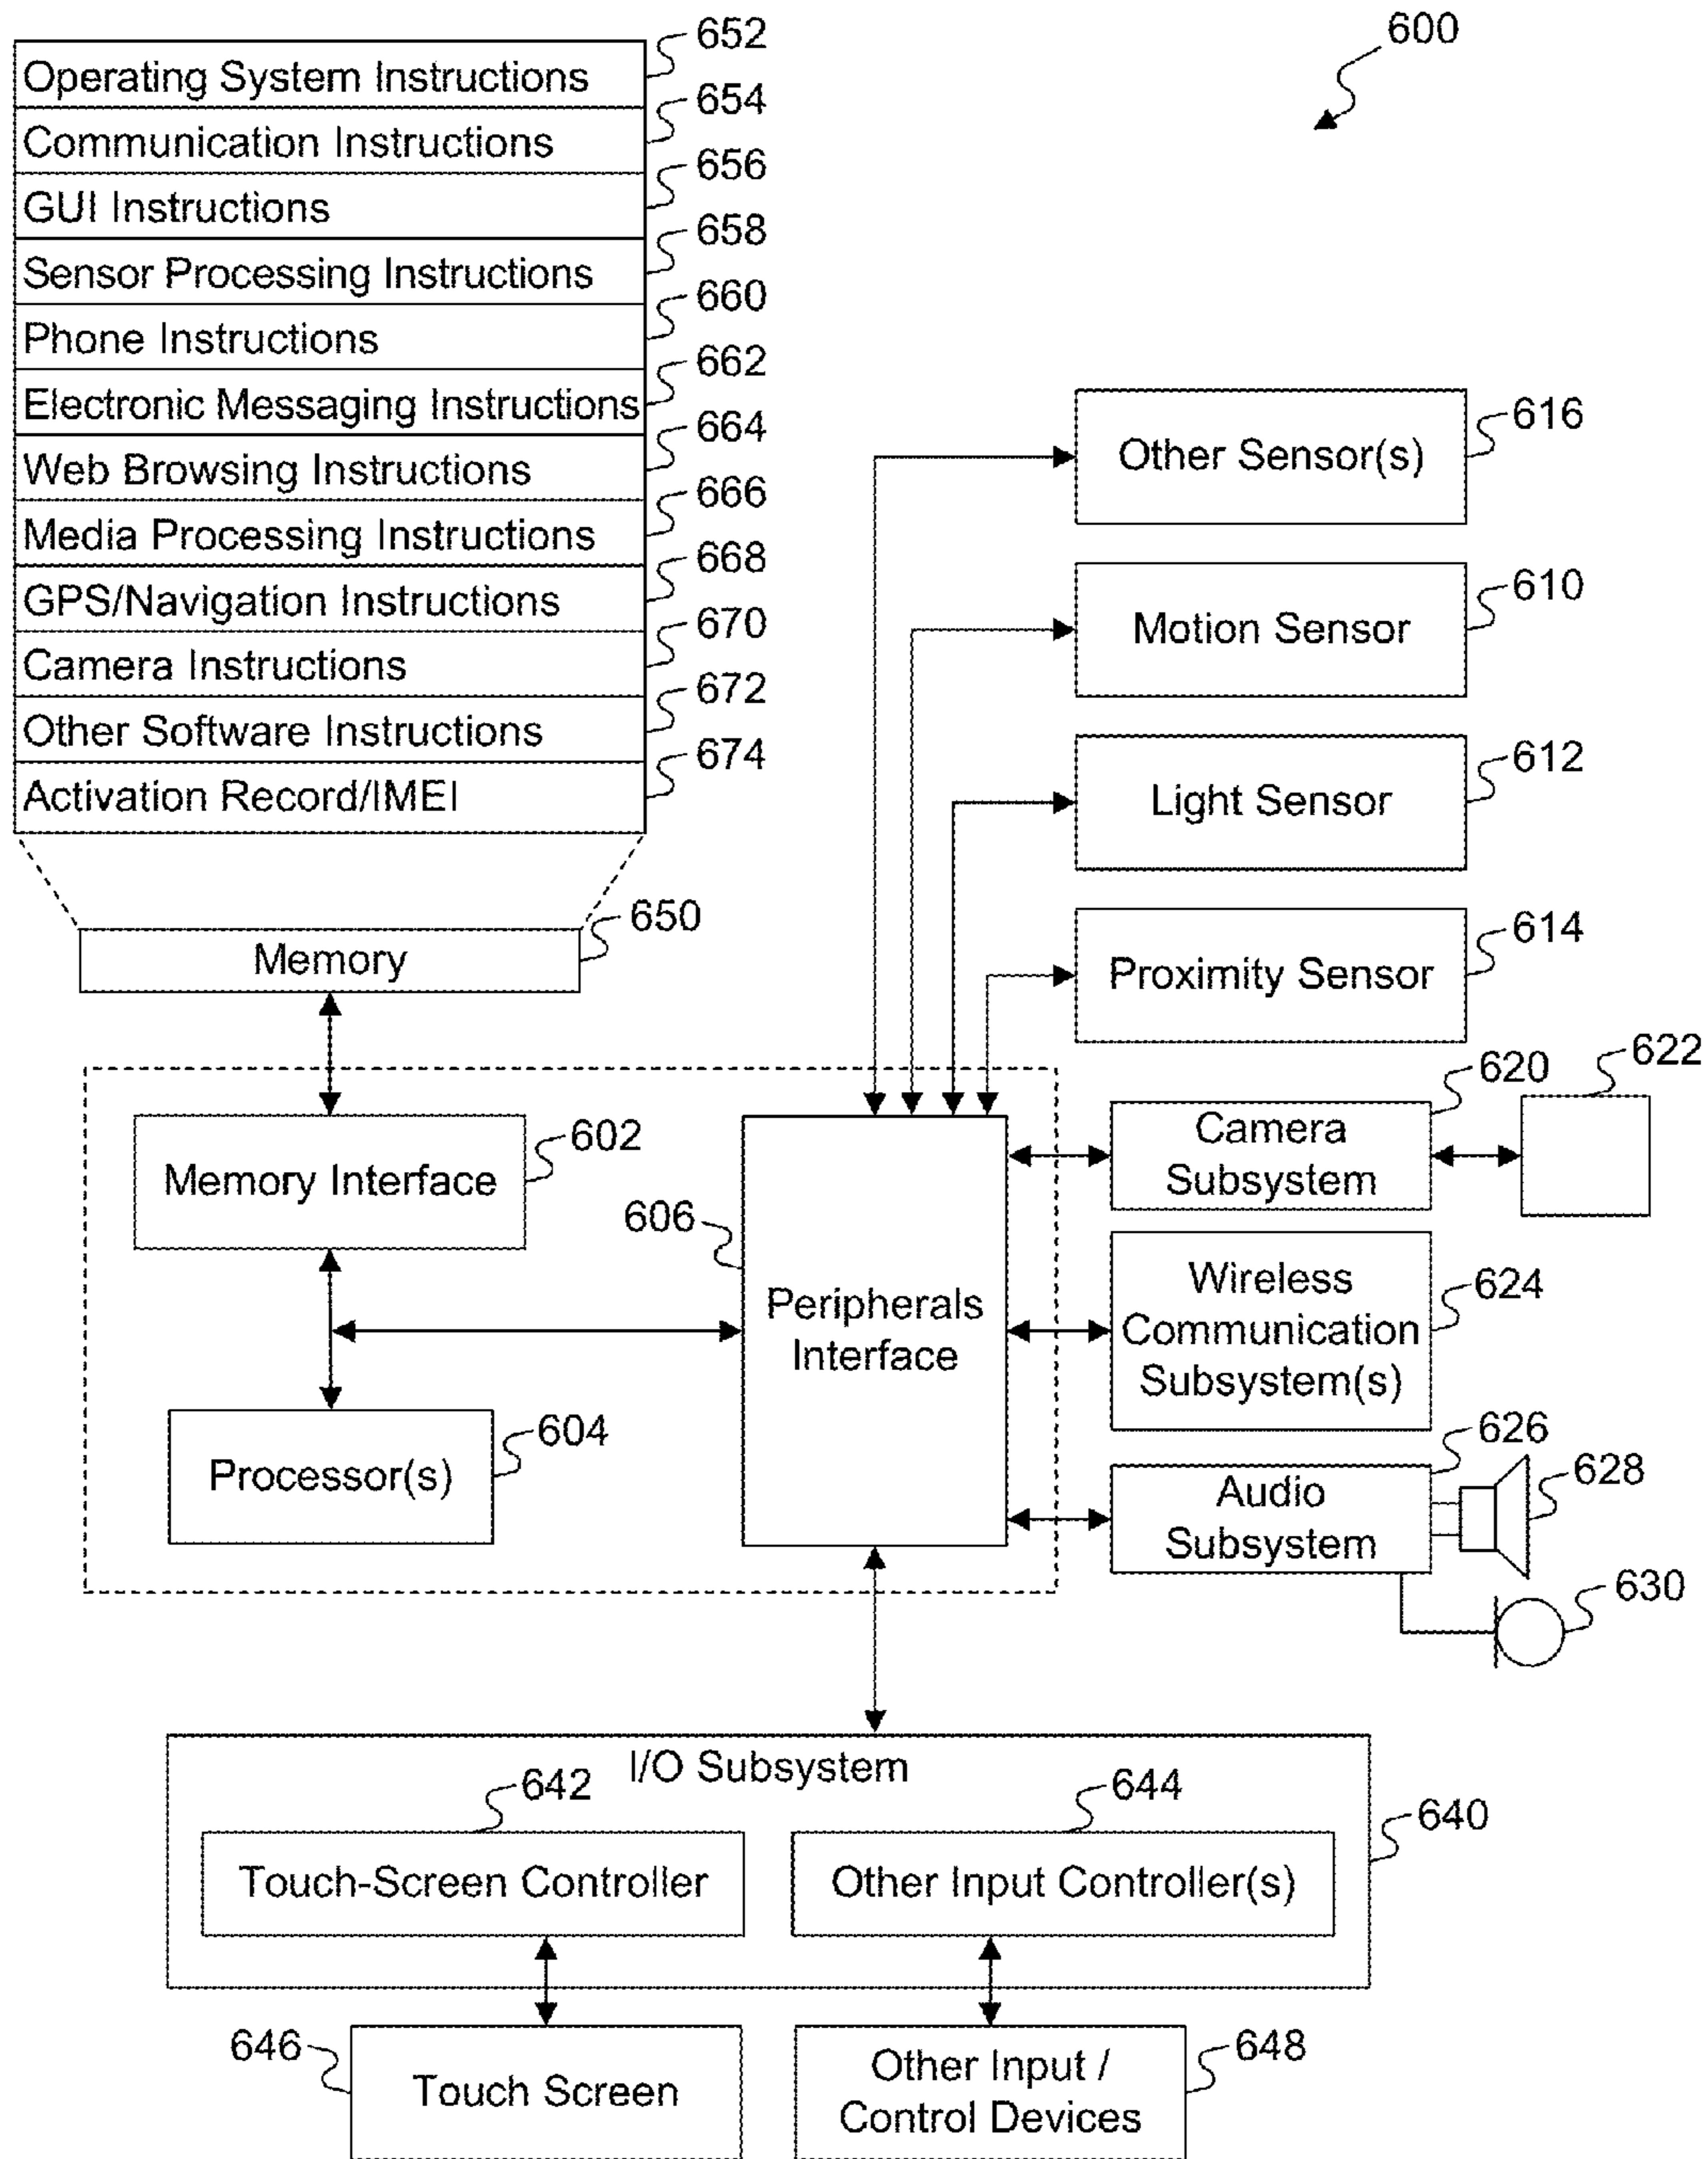 600
Operating System Instructions
652
Communication Instructions
654
GUI Instructions
656
Sensor Processing Instructions
658
Phone Instructions
660
Electronic Messaging Instructions
662
Web Browsing Instructions
664
Media Processing Instructions
666
GPS/Navigation Instructions
668
Camera Instructions
670
Other Software Instructions
672
Activation Record/IMEI
674
Memory
650
Other Sensor(s)
616
Motion Sensor
610
Light Sensor
612
Proximity Sensor
614
Memory Interface
602
Processor(s)
604
606
Peripherals
Interface
Camera
Subsystem
620
622
Wireless
Communication
Subsystem(s)
624
Audio
Subsystem
626
628
630
I/O Subsystem
640
642
Touch-Screen Controller
644
Other Input Controller(s)
646
Touch Screen
Other Input /
Control Devices
648